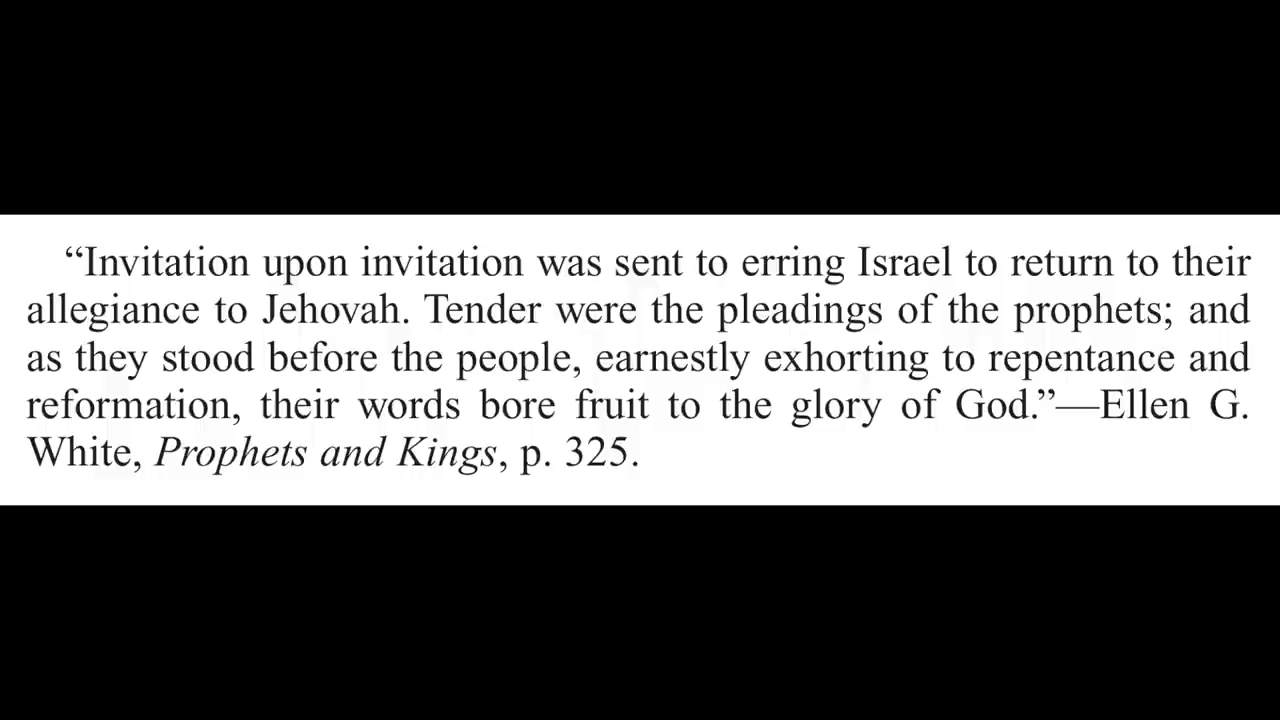 “Invitation upon invitation was sent to erring Israel to return to their
allegiance to Jehovah. Tender were the pleadings of the prophets; and
as they stood before the people, earnestly exhorting to repentance and
reformation, their words bore fruit to the glory of God.”—Ellen G.
White, Prophets and Kings, p. 325.